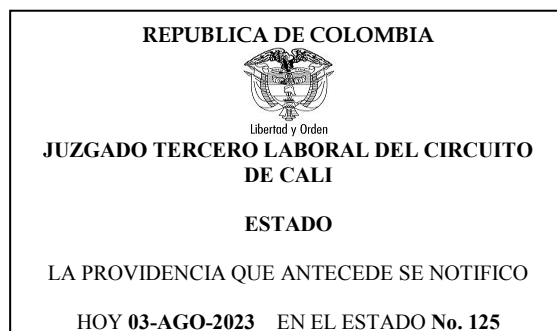 REPUBLICA DE COLOMBIA
Libertad y Orden
JUZGADO TERCERO LABORAL DEL CIRCUITO
DE CALI
ESTADO
LA PROVIDENCIA QUE ANTECEDE SE NOTIFICO
HOY 03-AGO-2023 EN EL ESTADO No. 125